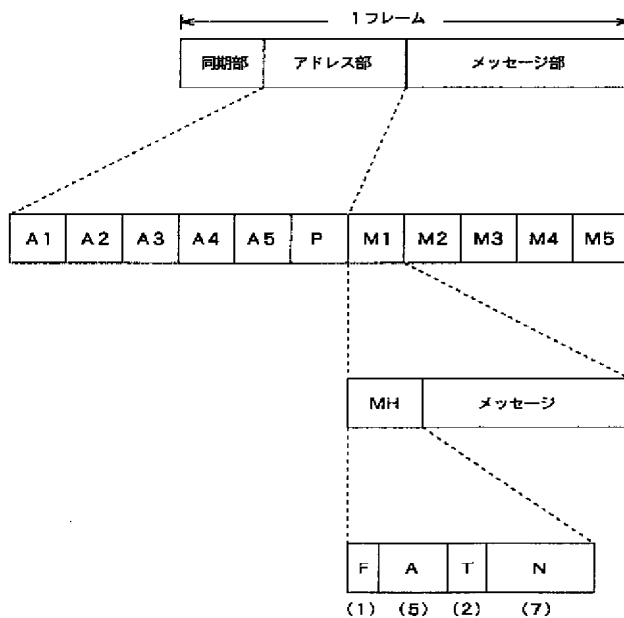 1フレーム
同期部 アドレス部 メッセージ部
A1 A2 A3 A4 A5 P M1 M2 M3 M4 M5
MH メッセージ
F A T N
(1) (5) (2) (7)